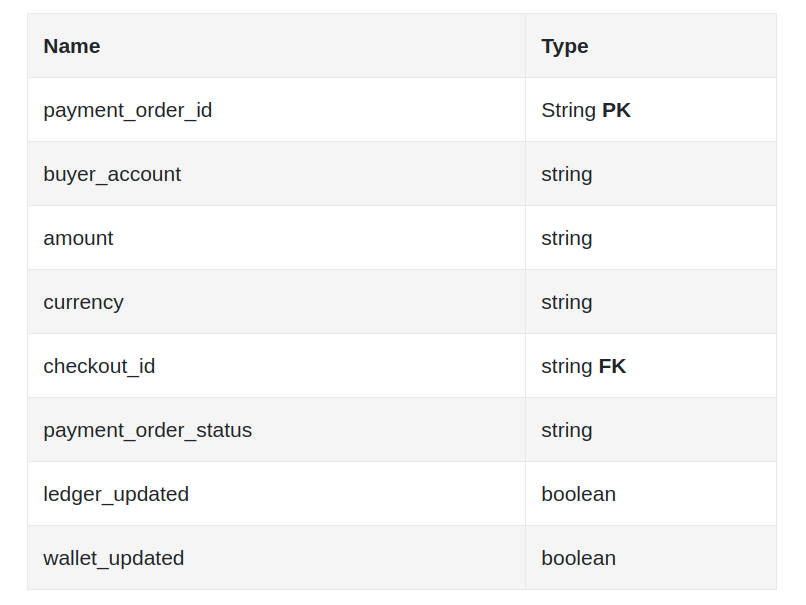 Name Type
payment_order_id String PK
buyer_account string
amount string
currency string
checkout_id string FK
payment_order_status string
ledger_updated boolean
wallet_updated boolean